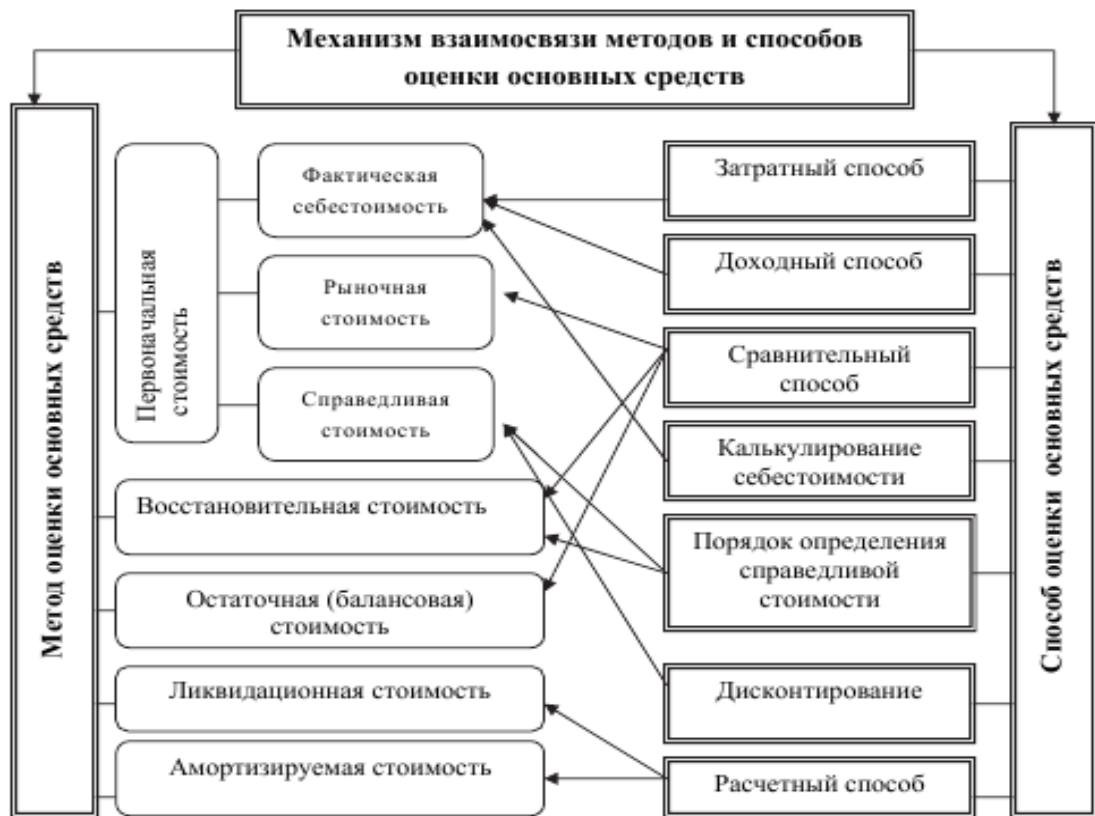 Механизм взаимосвязи методов и способов
оценки основных средств
Метод оценки основных средств
Первоначальная
стоимость
Фактическая
себестоимость
Рыночная
стоимость
Справедливая
стоимость
Восстановительная стоимость
Остаточная (балансовая)
стоимость
Ликвидационная стоимость
Амортизируемая стоимость
Затратный способ
Доходный способ
Сравнительный
способ
Калькулирование
себестоимости
Порядок определения
справедливой
стоимости
Дисконтирование
Расчетный способ
Способ оценки основных средств